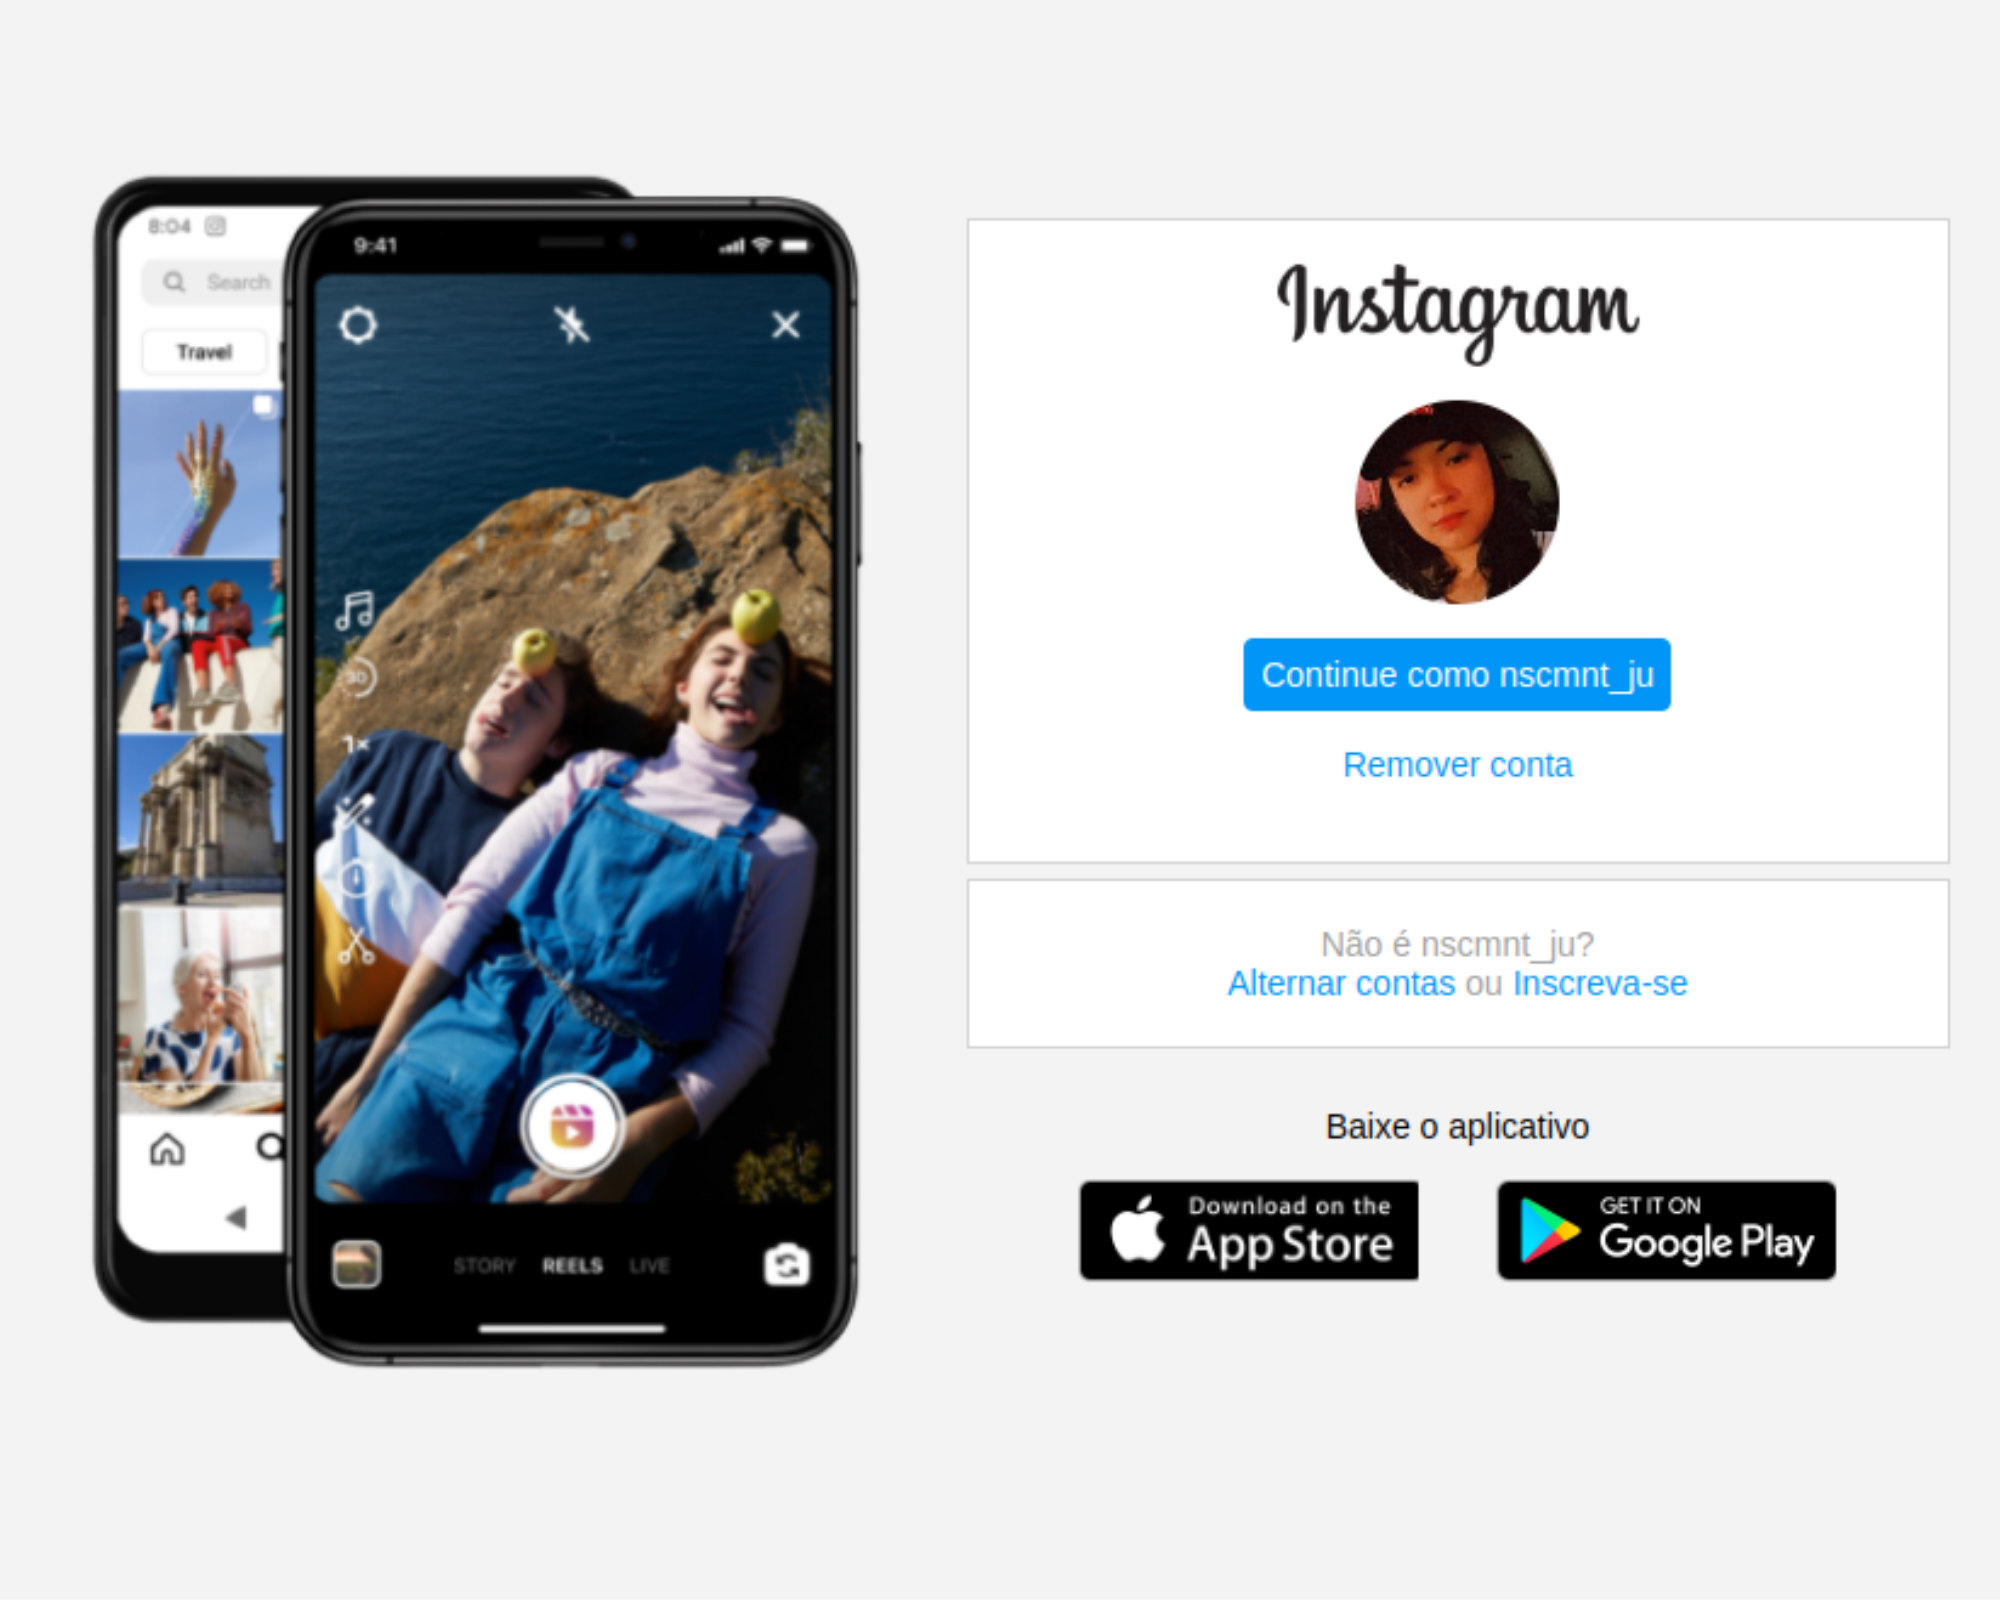 8:04
Search
Travel
9:41
30
1×
STORY REELS LIVE
Instagram
Continue como nscmnt_ju
Remover conta
Não é nscmnt_ju?
Alternar contas ou Inscreva-se
Baixe o aplicativo
Download on the
App Store
GET IT ON
Google Play